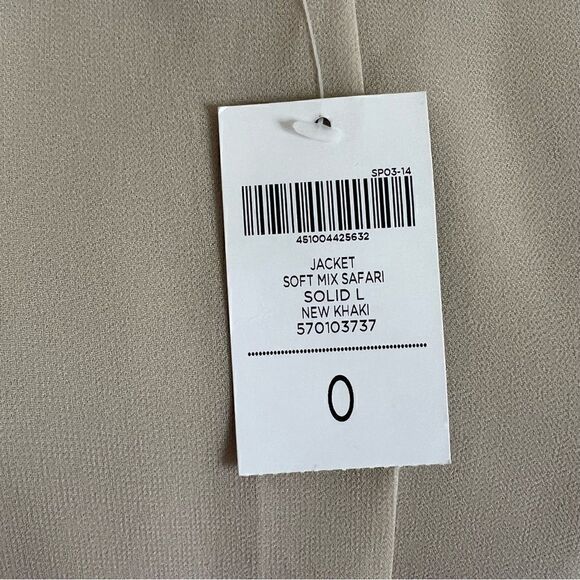 SP03-14
451004425632
JACKET
SOFT MIX SAFARI
SOLID L
NEW KHAKI
570103737
0